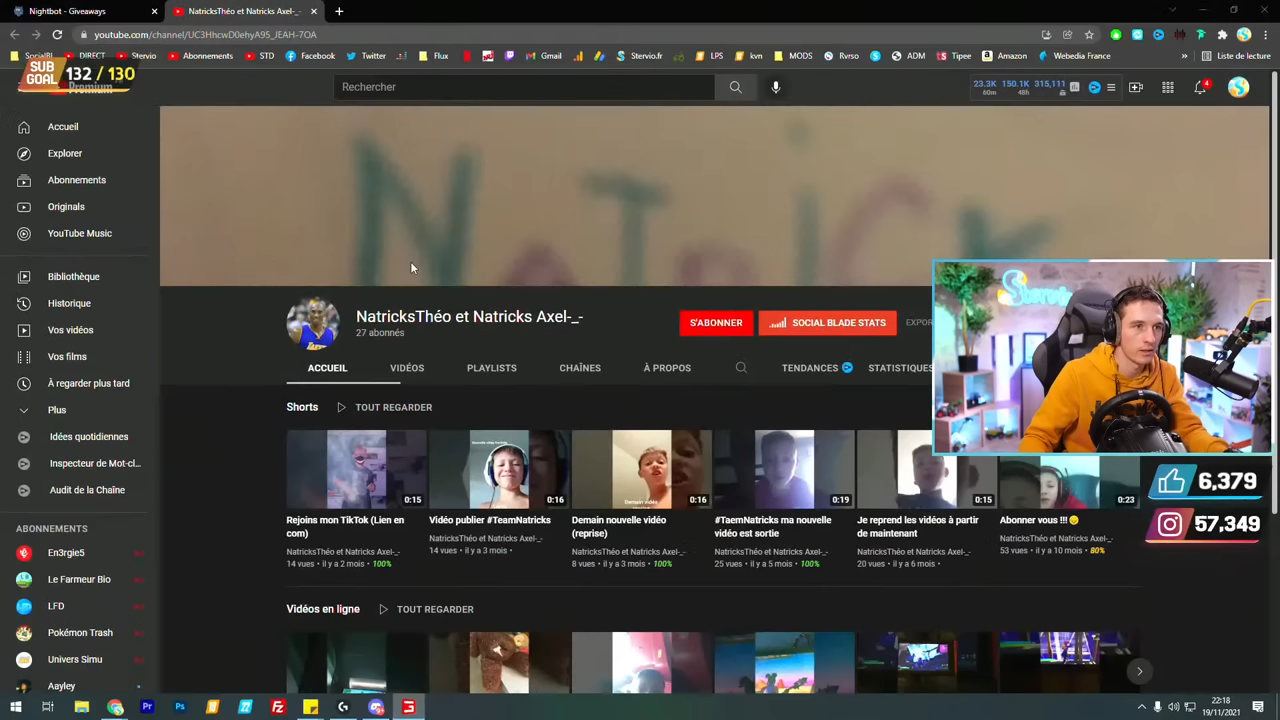 Nightbot - Giveaways
NatricksThéo et Natricks Axel-_-
youtube.com/channel/UC3HhcwD0ehyA95_JEAH-7OA
DIRECT
Stervio
Abonnements
STD
Facebook
Twitter
Flux
Gmail
Stervio.fr
LPS
kvn
MODS
Rvrso
ADM
Tipee
Amazon
Webedia France
Liste de lecture
SUB GOAL
132 / 130
Premium
Rechercher
23.3K 150.1K 315,111
60m 48h
4
Accueil
Explorer
Abonnements
Originals
YouTube Music
Bibliothèque
Historique
Vos vidéos
Vos films
À regarder plus tard
Plus
Idées quotidiennes
Inspecteur de Mot-cl...
Audit de la Chaîne
ABONNEMENTS
En3rgie5
Le Farmeur Bio
LFD
Pokémon Trash
Univers Simu
Aayley
NAtRick
Stervio
NatricksThéo et Natricks Axel-_-
27 abonnés
S'ABONNER
SOCIAL BLADE STATS
EXPOR
ACCUEIL
VIDÉOS
PLAYLISTS
CHAÎNES
À PROPOS
TENDANCES
STATISTIQUES
Shorts
TOUT REGARDER
0:15
0:16
0:16
0:19
0:15
0:23
Rejoins mon TikTok (Lien en com)
NatricksThéo et Natricks Axel-_-
14 vues • il y a 2 mois • 100%
Vidéo publier #TeamNatricks
NatricksThéo et Natricks Axel-_-
14 vues • il y a 3 mois •
Demain nouvelle vidéo (reprise)
NatricksThéo et Natricks Axel-_-
8 vues • il y a 3 mois • 100%
#TaemNatricks ma nouvelle vidéo est sortie
NatricksThéo et Natricks Axel-_-
25 vues • il y a 5 mois • 100%
Je reprend les vidéos à partir de maintenant
NatricksThéo et Natricks Axel-_-
20 vues • il y a 6 mois •
Abonner vous !!!
NatricksThéo et Natricks Axel-_-
53 vues • il y a 10 mois 80%
6,379
57,349
Vidéos en ligne
TOUT REGARDER
22:18
19/11/2021